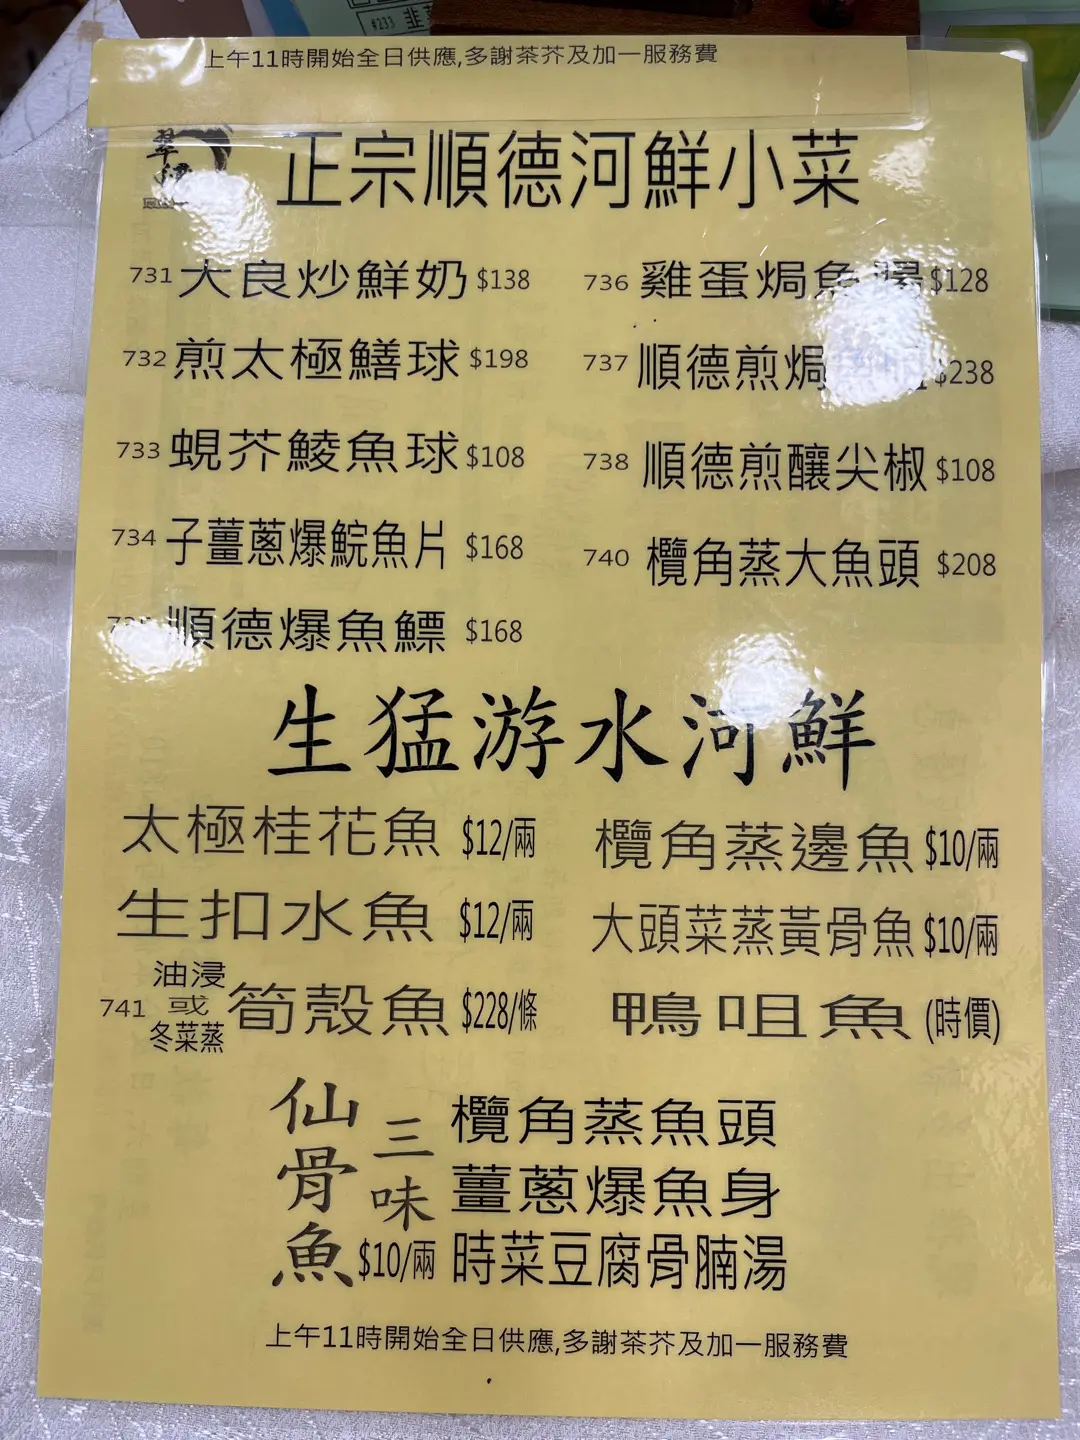 #233 韭
上午11時開始全日供應,多謝茶芥及加一服務費
翠
正宗順德河鮮小菜
731 大良炒鮮奶 $138
732 煎太極鱔球 $198
733 蜆芥鯪魚球 $108
734 子薑蔥爆鯇魚片 $168
順德爆魚鰾 $168
736 雞蛋焗魚腸 $128
737 順德煎焗 $238
738 順德煎釀尖椒 $108
740 欖角蒸大魚頭 $208
生猛游水河鮮
太極桂花魚 $12/兩
生扣水魚 $12/兩
741 油浸或冬菜蒸 筍殼魚 $228/條
欖角蒸邊魚 $10/兩
大頭菜蒸黃骨魚 $10/兩
鴨咀魚 (時價)
仙骨魚 三味 $10/兩
欖角蒸魚頭
薑蔥爆魚身
時菜豆腐骨腩湯
上午11時開始全日供應,多謝茶芥及加一服務費